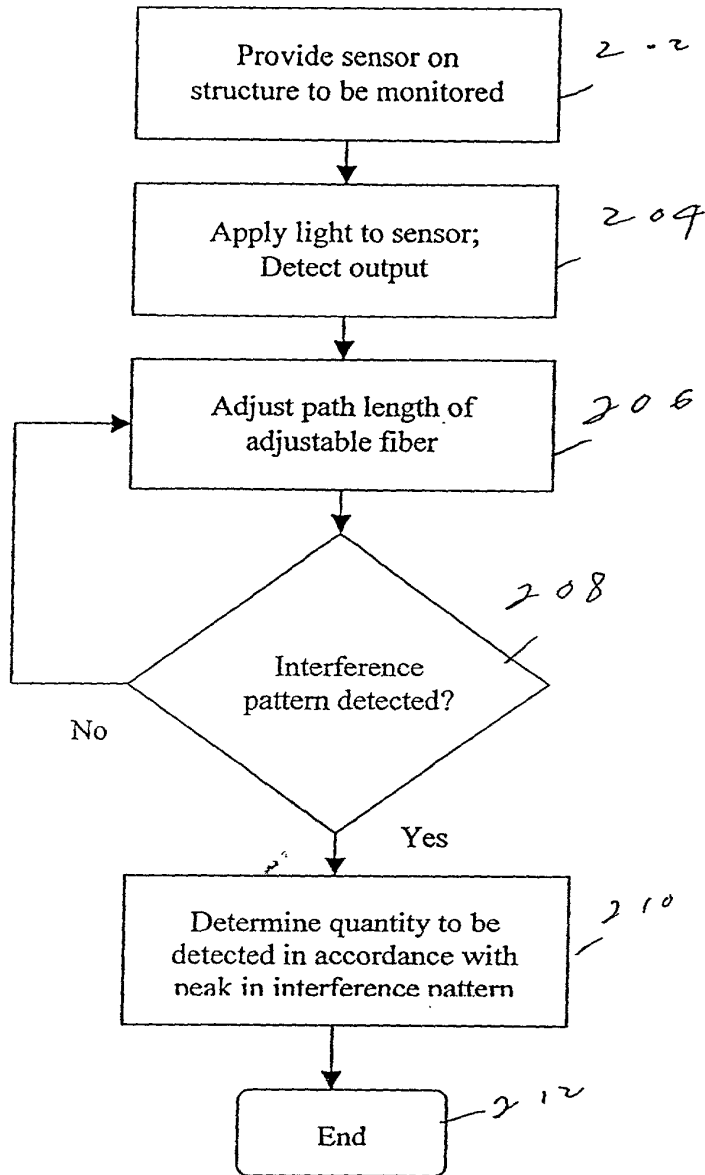 Provide sensor on
structure to be monitored
202
Apply light to sensor;
Detect output
204
Adjust path length of
adjustable fiber
206
208
Interference
pattern detected?
No
Yes
Determine quantity to be
detected in accordance with
peak in interference pattern
210
End
212